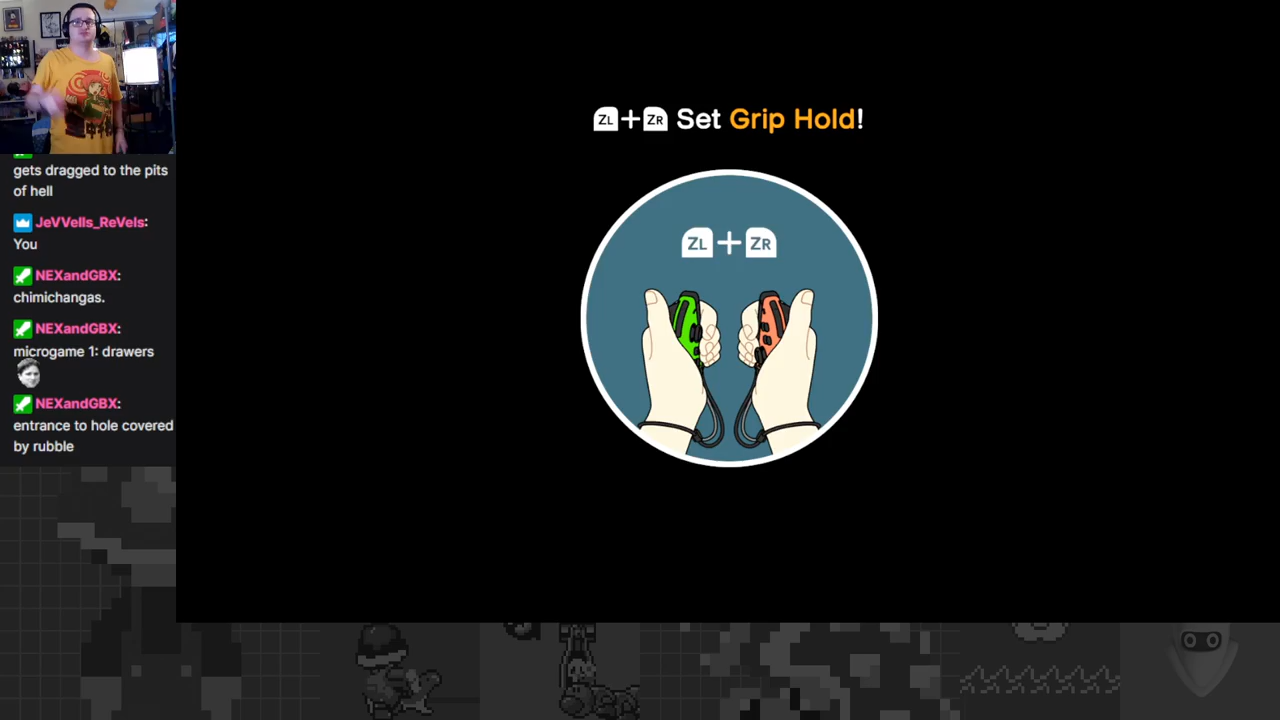 gets dragged to the pits
of hell
JeVVells_ReVels:
You
NEXandGBX:
chimichangas.
NEXandGBX:
microgame 1: drawers
NEXandGBX:
entrance to hole covered
by rubble
ZL+ZR Set Grip Hold!
ZL+ZR